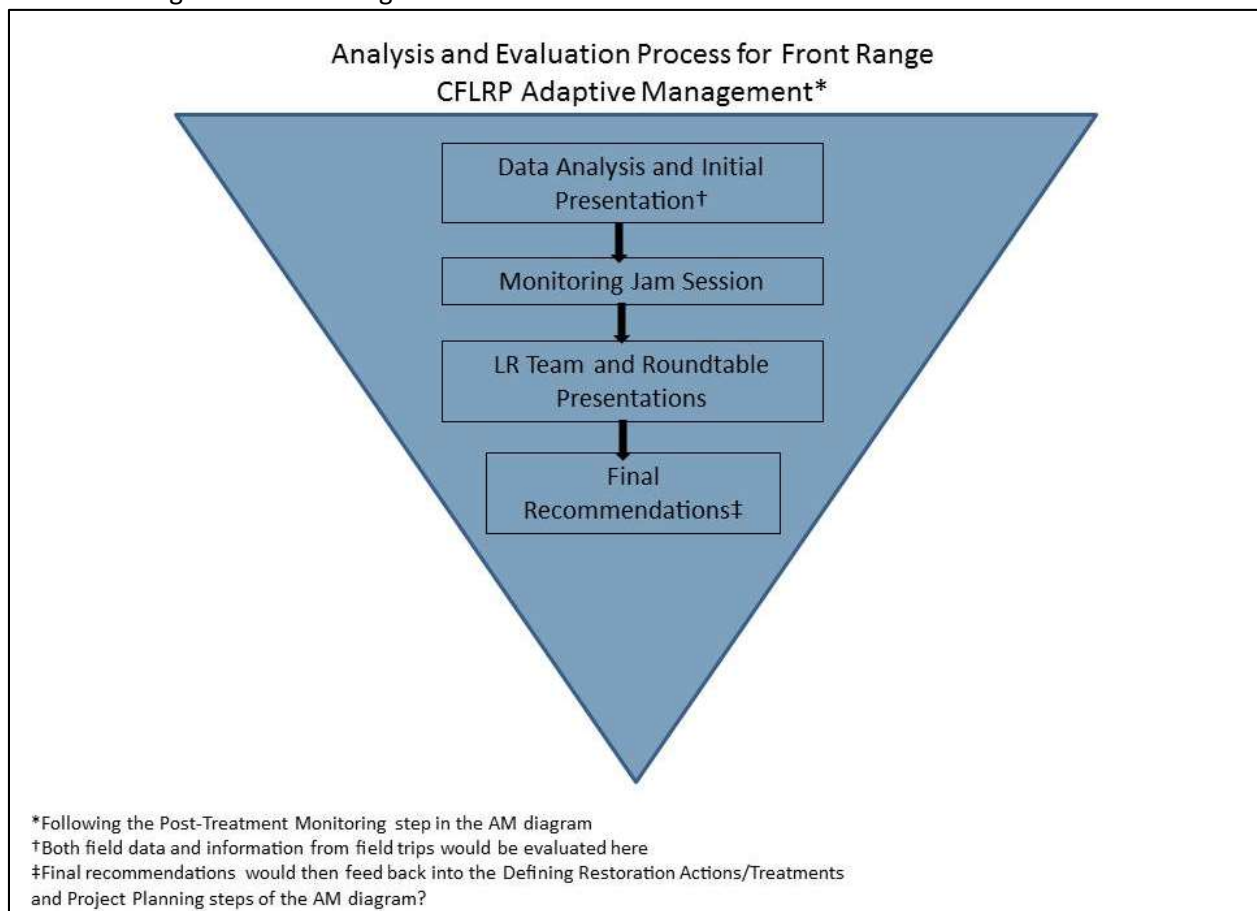 Analysis and Evaluation Process for Front Range
CFLRP Adaptive Management*
Data Analysis and Initial
Presentation†
Monitoring Jam Session
LR Team and Roundtable
Presentations
Final
Recommendations‡
*Following the Post-Treatment Monitoring step in the AM diagram
†Both field data and information from field trips would be evaluated here
‡Final recommendations would then feed back into the Defining Restoration Actions/Treatments
and Project Planning steps of the AM diagram?